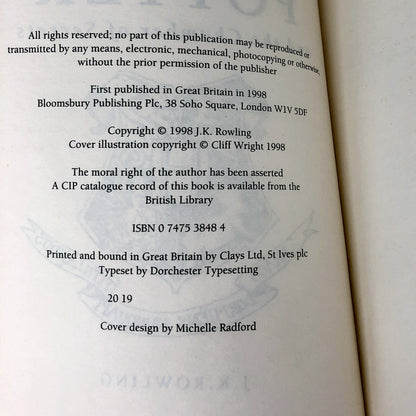 All rights reserved; no part of this publication may be reproduced or
transmitted by any means, electronic, mechanical, photocopying or otherwise,
without the prior permission of the publisher
First published in Great Britain in 1998
Bloomsbury Publishing Plc, 38 Soho Square, London W1V 5DF
Copyright © 1998 J.K. Rowling
Cover illustration copyright © Cliff Wright 1998
The moral right of the author has been asserted
A CIP catalogue record of this book is available from the
British Library
ISBN 0 7475 3848 4
Printed and bound in Great Britain by Clays Ltd, St Ives plc
Typeset by Dorchester Typesetting
20 19
Cover design by Michelle Radford
J. K. ROWLING